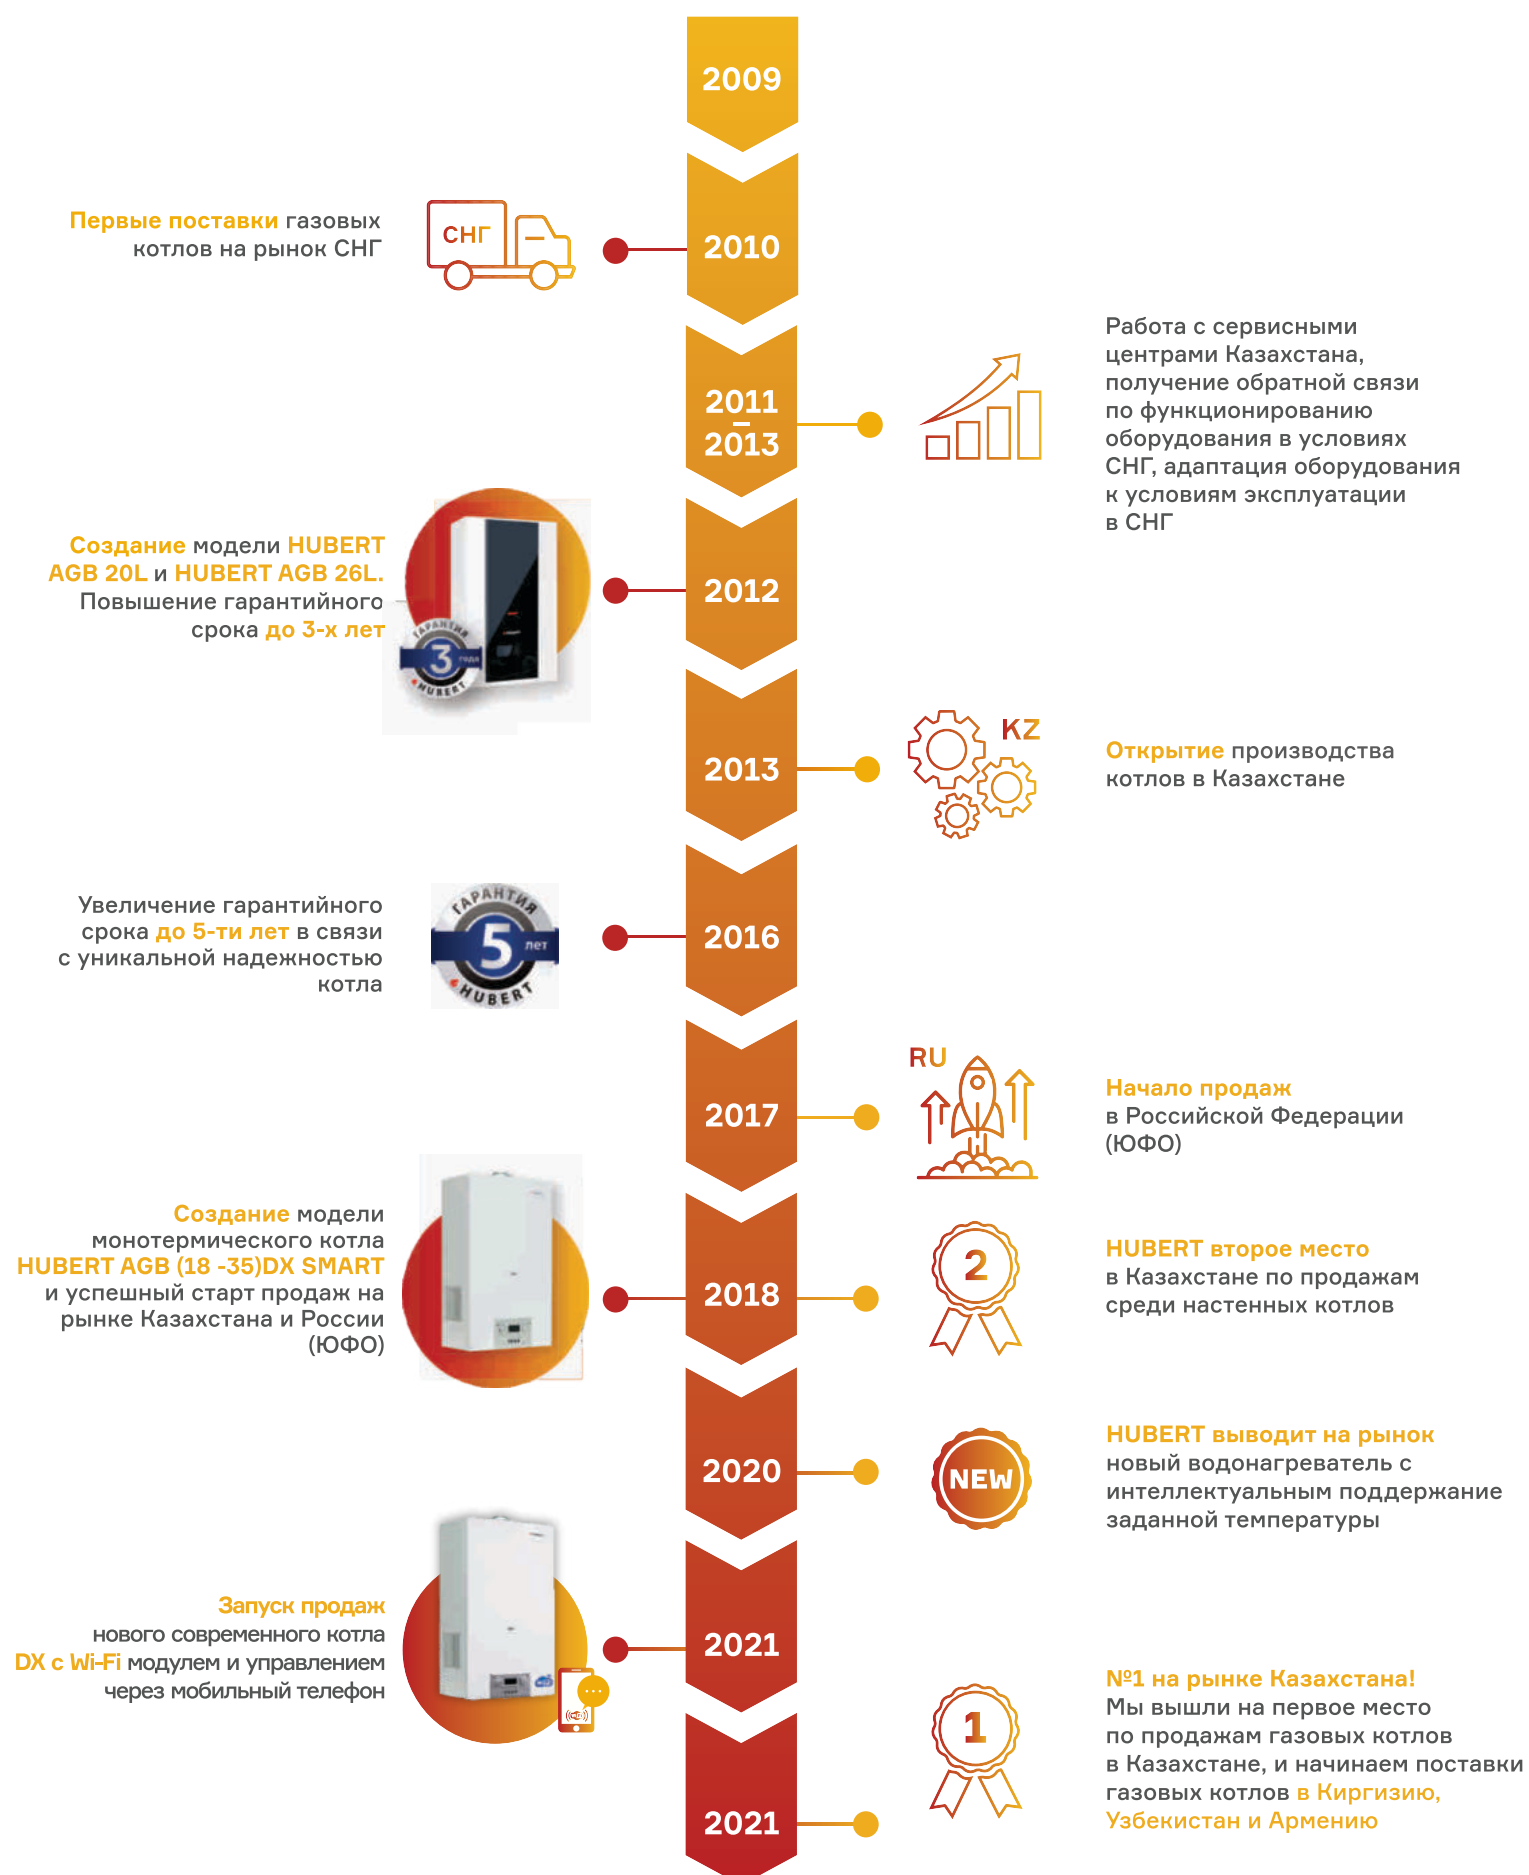 2009
Первые поставки газовых
котлов на рынок СНГ
СНГ
2010
2011
–
2013
Работа с сервисными
центрами Казахстана,
получение обратной связи
по функционированию
оборудования в условиях
СНГ, адаптация оборудования
к условиям эксплуатации
в СНГ
Создание модели HUBERT
AGB 20L и HUBERT AGB 26L.
Повышение гарантийного
срока до 3-х лет
ГАРАНТИЯ
3 года
HUBERT
2012
2013
KZ
Открытие производства
котлов в Казахстане
Увеличение гарантийного
срока до 5-ти лет в связи
с уникальной надежностью
котла
ГАРАНТИЯ
5 лет
HUBERT
2016
2017
RU
Начало продаж
в Российской Федерации
(ЮФО)
Создание модели
монотермического котла
HUBERT AGB (18 -35)DX SMART
и успешный старт продаж на
рынке Казахстана и России
(ЮФО)
2018
2
HUBERT второе место
в Казахстане по продажам
среди настенных котлов
2020
NEW
HUBERT выводит на рынок
новый водонагреватель с
интеллектуальным поддержание
заданной температуры
Запуск продаж
нового современного котла
DX с Wi-Fi модулем и управлением
через мобильный телефон
2021
2021
1
№1 на рынке Казахстана!
Мы вышли на первое место
по продажам газовых котлов
в Казахстане, и начинаем поставки
газовых котлов в Киргизию,
Узбекистан и Армению